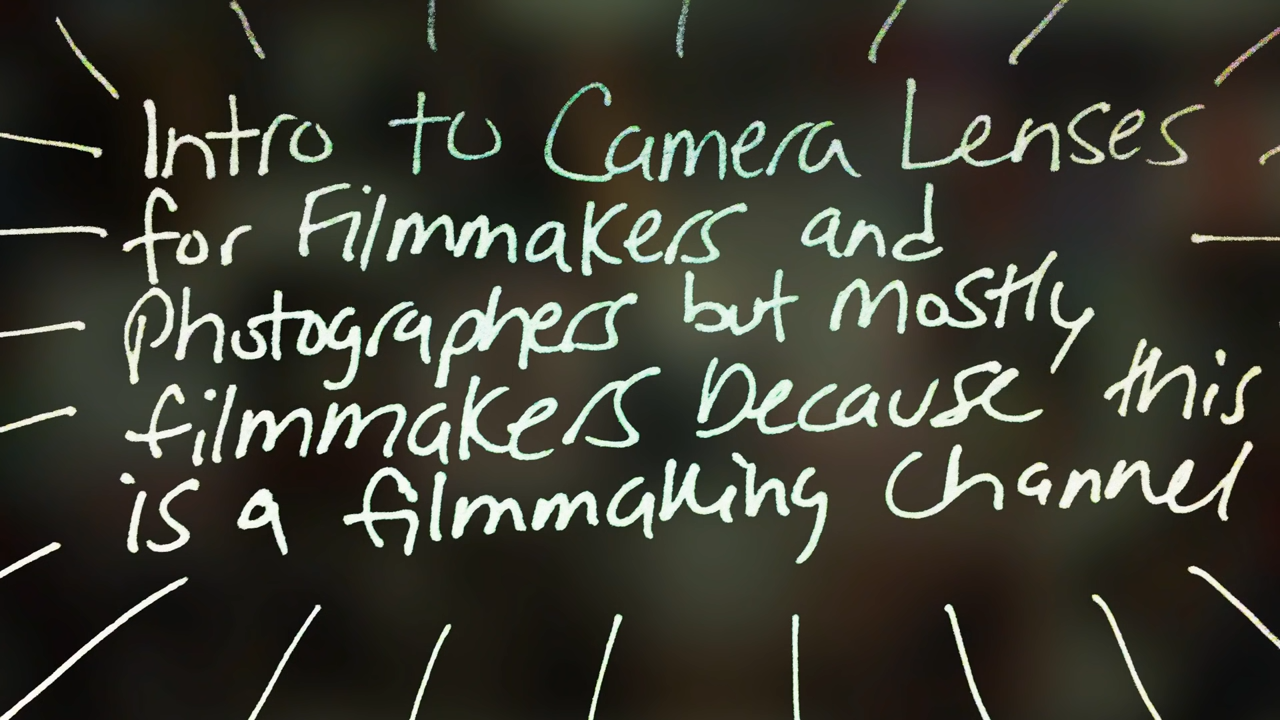 Intro to Camera Lenses
for Filmmakers and
Photographers but mostly
filmmakers because this
is a filmmaking channel